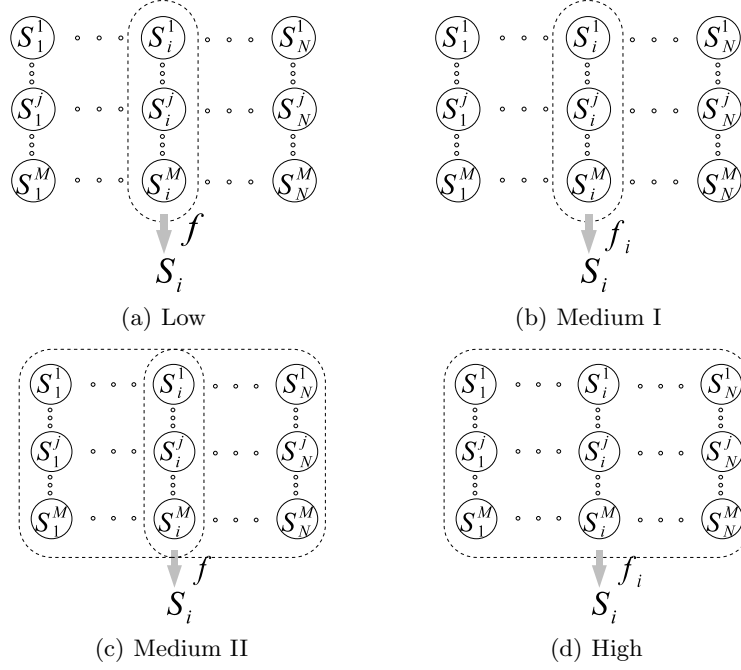 S_1^1 S_i^1 S_N^1 S_1^1 S_i^1 S_N^1
S_1^j S_i^j S_N^j S_1^j S_i^j S_N^j
S_1^M S_i^M S_N^M S_1^M S_i^M S_N^M
f f_i
S_i S_i
(a) Low (b) Medium I
S_1^1 S_i^1 S_N^1 S_1^1 S_i^1 S_N^1
S_1^j S_i^j S_N^j S_1^j S_i^j S_N^j
S_1^M S_i^M S_N^M S_1^M S_i^M S_N^M
f f_i
S_i S_i
(c) Medium II (d) High